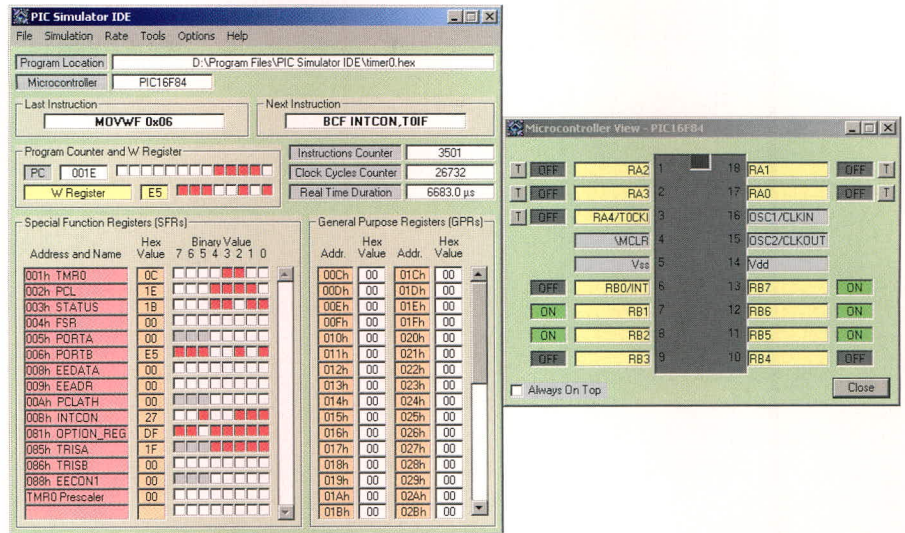 PIC Simulator IDE
File Simulation Rate Tools Options Help
Program Location D:\Program Files\PIC Simulator IDE\timer0.hex
Microcontroller PIC16F84
Last Instruction
MOVWF 0x06
Next Instruction
BCF INTCON,T0IF
Program Counter and W Register
PC 001E
W Register E5
Instructions Counter 3501
Clock Cycles Counter 26732
Real Time Duration 6683.0 μs
Special Function Registers (SFRs)
Address and Name Hex Value Binary Value 7 6 5 4 3 2 1 0
001h TMR0 0C
002h PCL 1E
003h STATUS 1B
004h FSR 00
005h PORTA 00
006h PORTB E5
008h EEDATA 00
009h EEADR 00
00Ah PCLATH 00
00Bh INTCON 27
081h OPTION_REG DF
085h TRISA 1F
086h TRISB 00
088h EECON1 00
TMR0 Prescaler 00
General Purpose Registers (GPRs)
Addr. Hex Value Addr. Hex Value
00Ch 00 01Ch 00
00Dh 00 01Dh 00
00Eh 00 01Eh 00
00Fh 00 01Fh 00
010h 00 020h 00
011h 00 021h 00
012h 00 022h 00
013h 00 023h 00
014h 00 024h 00
015h 00 025h 00
016h 00 026h 00
017h 00 027h 00
018h 00 028h 00
019h 00 029h 00
01Ah 00 02Ah 00
01Bh 00 02Bh 00
Microcontroller View - PIC16F84
T OFF RA2 1 18 RA1 OFF T
T OFF RA3 2 17 RA0 OFF T
T OFF RA4/T0CKI 3 16 OSC1/CLKIN
\MCLR 4 15 OSC2/CLKOUT
Vss 5 14 Vdd
OFF RB0/INT 6 13 RB7 ON
ON RB1 7 12 RB6 ON
ON RB2 8 11 RB5 ON
OFF RB3 9 10 RB4 OFF
Always On Top
Close